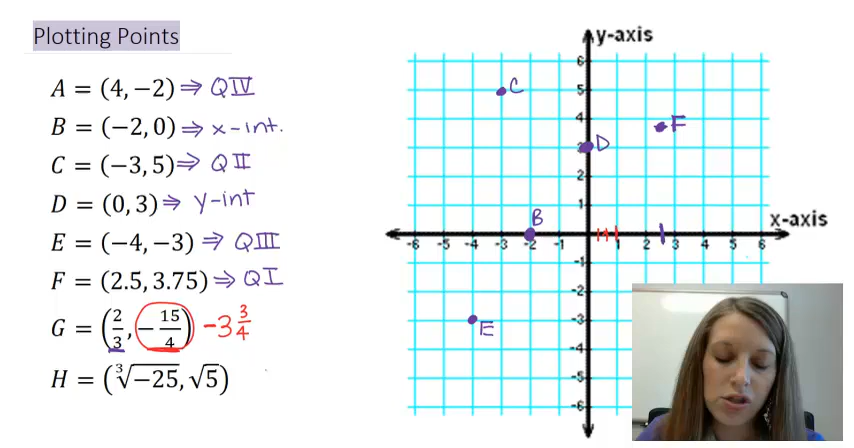 Plotting Points
A = (4, −2) ⇒ QIV
B = (−2, 0) ⇒ x-int.
C = (−3, 5) ⇒ QII
D = (0, 3) ⇒ y-int
E = (−4, −3) ⇒ QIII
F = (2.5, 3.75) ⇒ QI
G = (2/3, −15/4) -3 3/4
H = (∛−25, √5)
y-axis
6
5
C
4
F
3
D
2
1
B
x-axis
-6 -5 -4 -3 -2 -1 1 2 3 4 5 6
-1
-2
-3
E
-4
-5
-6